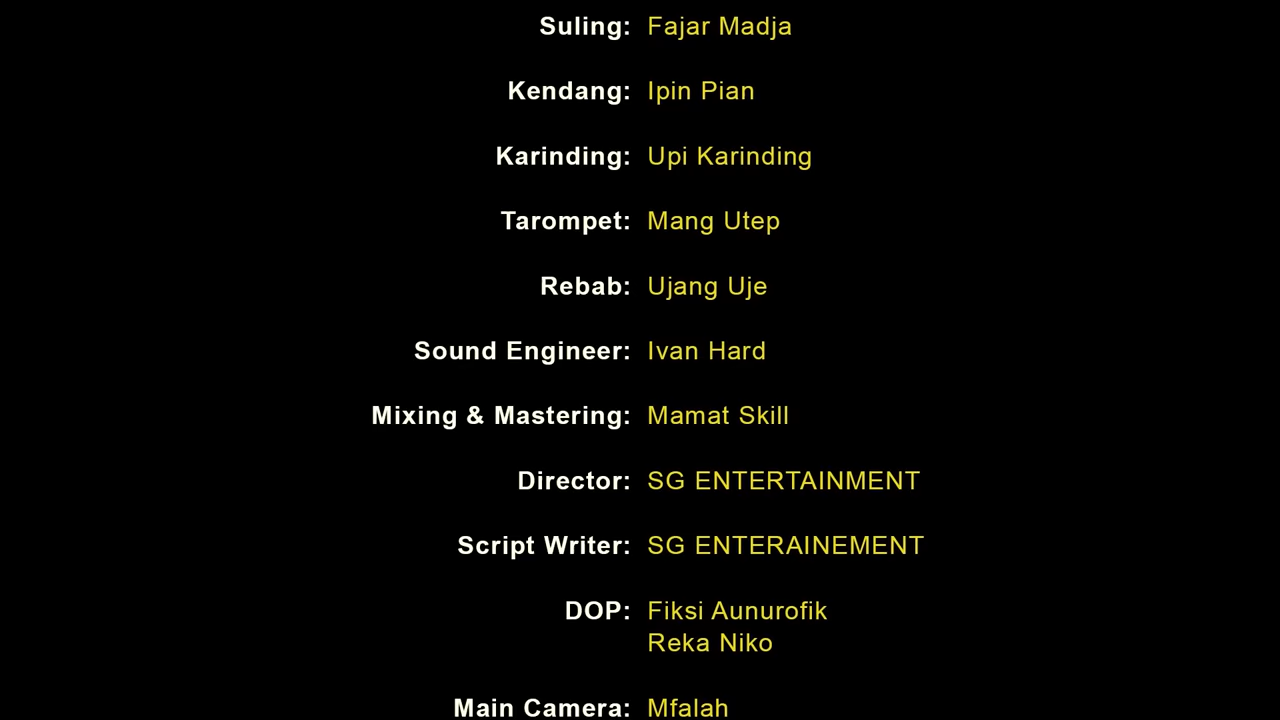 Suling: Fajar Madja
Kendang: Ipin Pian
Karinding: Upi Karinding
Tarompet: Mang Utep
Rebab: Ujang Uje
Sound Engineer: Ivan Hard
Mixing & Mastering: Mamat Skill
Director: SG ENTERTAINMENT
Script Writer: SG ENTERAINEMENT
DOP: Fiksi Aunurofik
Reka Niko
Main Camera: Mfalah